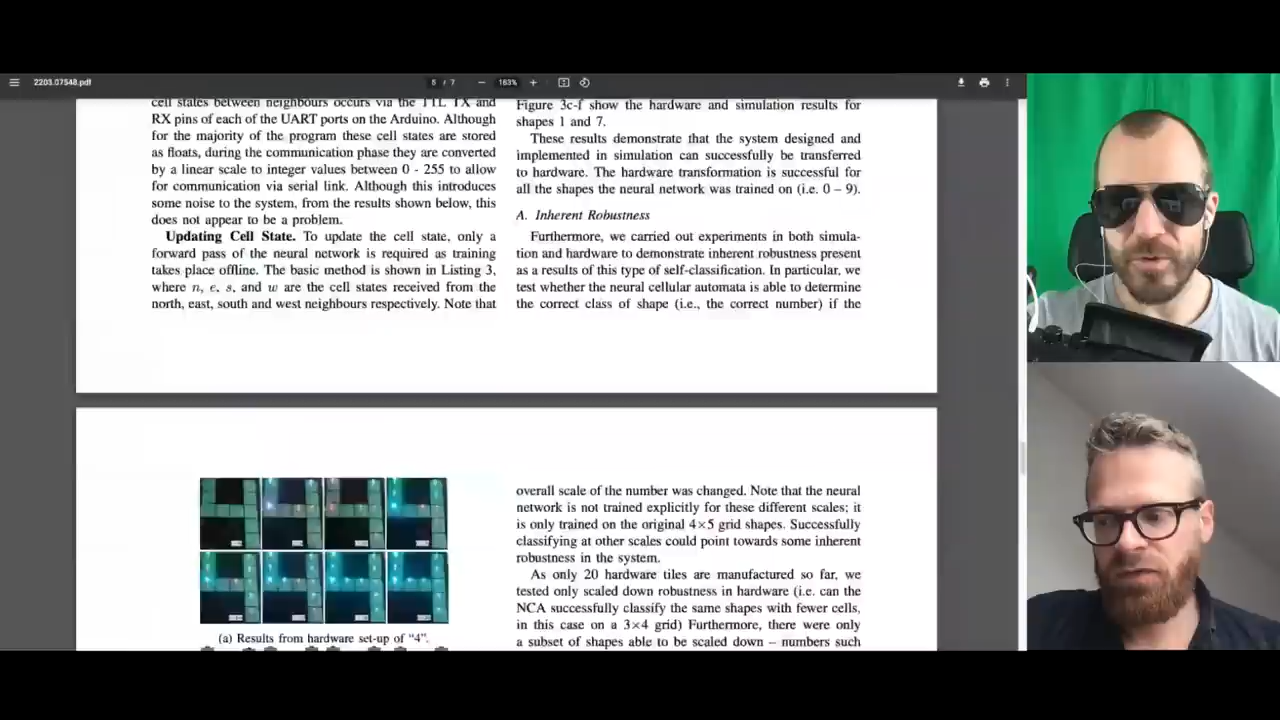 2203.07548.pdf
5 / 7
163%
cell states between neighbours occurs via the TTL TX and
RX pins of each of the UART ports on the Arduino. Although
for the majority of the program these cell states are stored
as floats, during the communication phase they are converted
by a linear scale to integer values between 0 - 255 to allow
for communication via serial link. Although this introduces
some noise to the system, from the results shown below, this
does not appear to be a problem.
Updating Cell State. To update the cell state, only a
forward pass of the neural network is required as training
takes place offline. The basic method is shown in Listing 3,
where n, e, s, and w are the cell states received from the
north, east, south and west neighbours respectively. Note that
Figure 3c-f show the hardware and simulation results for
shapes 1 and 7.
These results demonstrate that the system designed and
implemented in simulation can successfully be transferred
to hardware. The hardware transformation is successful for
all the shapes the neural network was trained on (i.e. 0 – 9).
A. Inherent Robustness
Furthermore, we carried out experiments in both simula-
tion and hardware to demonstrate inherent robustness present
as a results of this type of self-classification. In particular, we
test whether the neural cellular automata is able to determine
the correct class of shape (i.e., the correct number) if the
(a) Results from hardware set-up of “4”.
overall scale of the number was changed. Note that the neural
network is not trained explicitly for these different scales; it
is only trained on the original 4×5 grid shapes. Successfully
classifying at other scales could point towards some inherent
robustness in the system.
As only 20 hardware tiles are manufactured so far, we
tested only scaled down robustness in hardware (i.e. can the
NCA successfully classify the same shapes with fewer cells,
in this case on a 3×4 grid) Furthermore, there were only
a subset of shapes able to be scaled down – numbers such